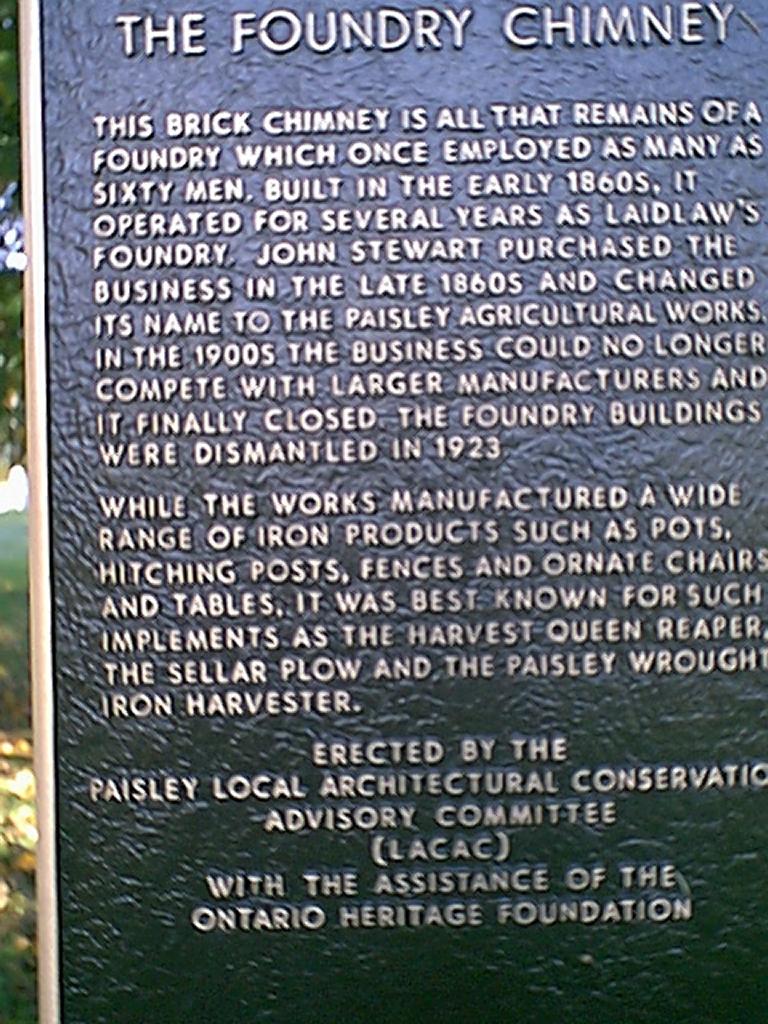 THE FOUNDRY CHIMNEY
THIS BRICK CHIMNEY IS ALL THAT REMAINS OF A
FOUNDRY WHICH ONCE EMPLOYED AS MANY AS
SIXTY MEN. BUILT IN THE EARLY 1860S, IT
OPERATED FOR SEVERAL YEARS AS LAIDLAW'S
FOUNDRY. JOHN STEWART PURCHASED THE
BUSINESS IN THE LATE 1860S AND CHANGED
ITS NAME TO THE PAISLEY AGRICULTURAL WORKS.
IN THE 1900S THE BUSINESS COULD NO LONGER
COMPETE WITH LARGER MANUFACTURERS AND
IT FINALLY CLOSED. THE FOUNDRY BUILDINGS
WERE DISMANTLED IN 1923.
WHILE THE WORKS MANUFACTURED A WIDE
RANGE OF IRON PRODUCTS SUCH AS POTS,
HITCHING POSTS, FENCES AND ORNATE CHAIRS
AND TABLES, IT WAS BEST KNOWN FOR SUCH
IMPLEMENTS AS THE HARVEST QUEEN REAPER,
THE SELLAR PLOW AND THE PAISLEY WROUGHT
IRON HARVESTER.
ERECTED BY THE
PAISLEY LOCAL ARCHITECTURAL CONSERVATIO
ADVISORY COMMITTEE
(LACAC)
WITH THE ASSISTANCE OF THE
ONTARIO HERITAGE FOUNDATION